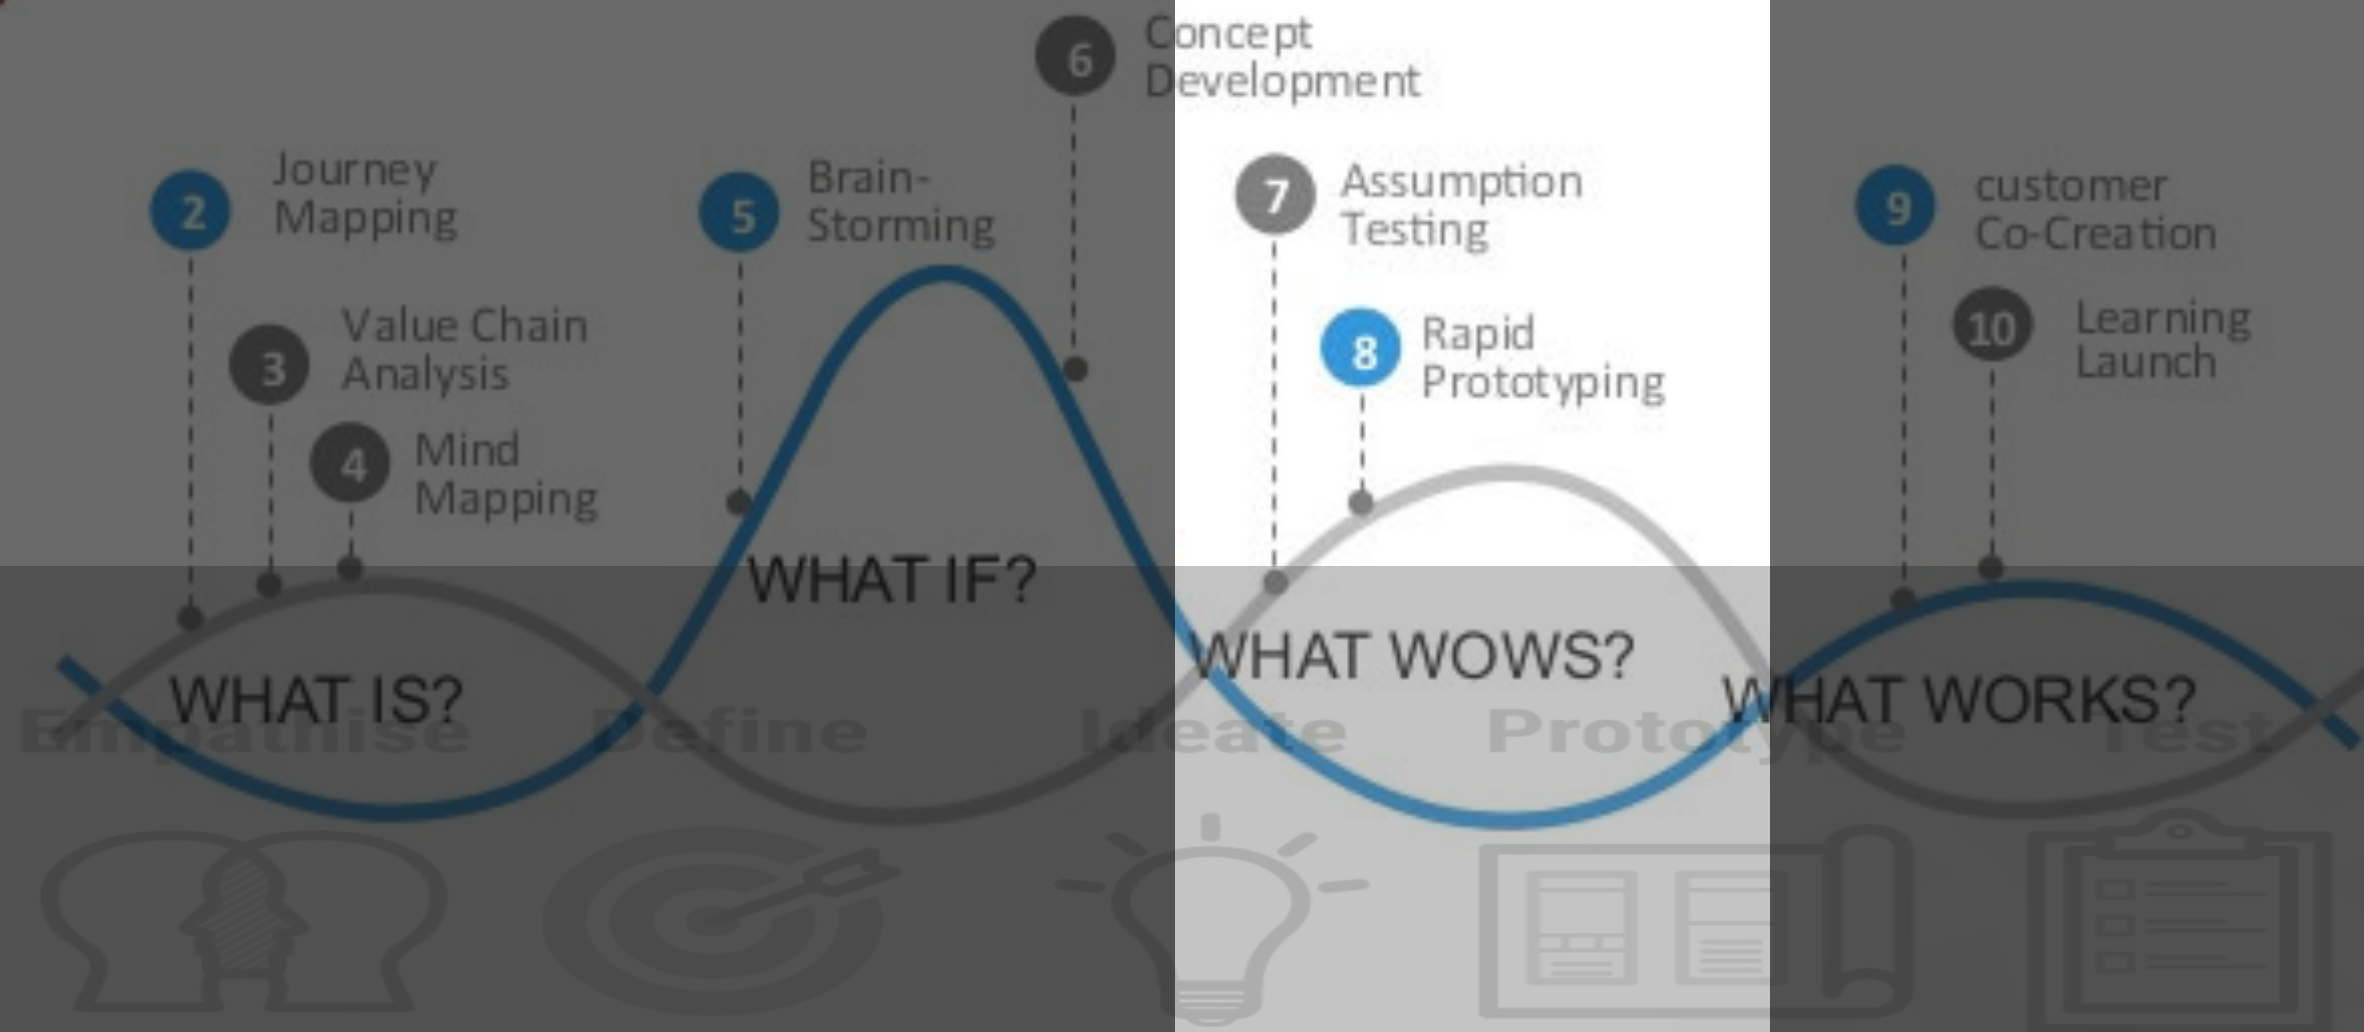 6
Concept
Development
2
Journey
Mapping
5
Brain-
Storming
7
Assumption
Testing
9
customer
Co-Creation
3
Value Chain
Analysis
8
Rapid
Prototyping
10
Learning
Launch
4
Mind
Mapping
WHAT IS?
WHAT IF?
WHAT WOWS?
WHAT WORKS?
Empathise
Define
Ideate
Prototype
Test